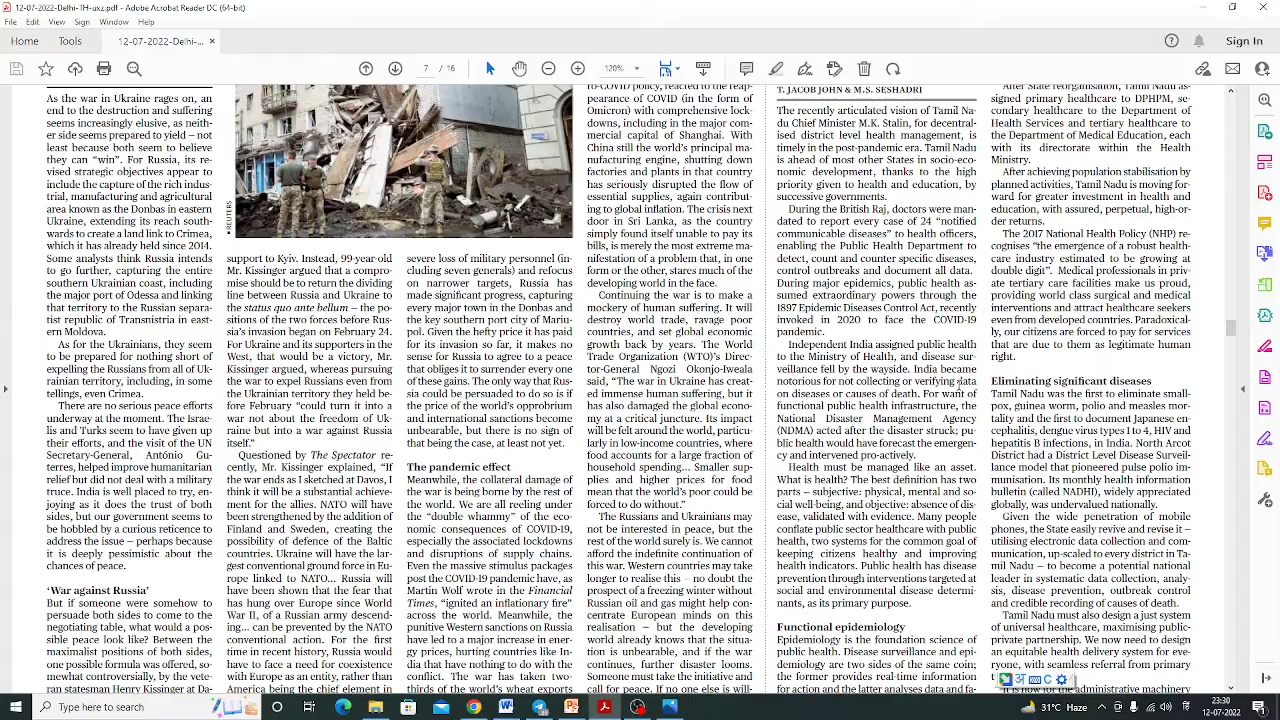 12-07-2022-Delhi-TH-uxz.pdf - Adobe Acrobat Reader DC (64-bit)
File Edit View Sign Window Help
Home Tools 12-07-2022-Delhi-... Sign In
7 / 16 120%
As the war in Ukraine rages on, an
end to the destruction and suffering
seems increasingly elusive, as nei-
ther side seems prepared to yield – not
least because both seem to believe
they can “win”. For Russia, its re-
vised strategic objectives appear to
include the capture of the rich indus-
trial, manufacturing and agricultural
area known as the Donbas in eastern
Ukraine, extending its reach south-
wards to create a land link to Crimea,
which it has already held since 2014.
Some analysts think Russia intends
to go further, capturing the entire
southern Ukrainian coast, including
the major port of Odessa and linking
that territory to the Russian separa-
tist republic of Transnistria in east-
ern Moldova.
As for the Ukrainians, they seem
to be prepared for nothing short of
expelling the Russians from all of Uk-
rainian territory, including, in some
tellings, even Crimea.
There are no serious peace efforts
underway at the moment. The Israe-
lis and Turks seem to have given up
their efforts, and the visit of the UN
Secretary-General, António Gu-
terres, helped improve humanitarian
relief but did not deal with a military
truce. India is well placed to try, en-
joying as it does the trust of both
sides, but our government seems to
be hobbled by a curious reticence to
address the issue – perhaps because
it is deeply pessimistic about the
chances of peace.
‘War against Russia’
But if someone were somehow to
persuade both sides to come to the
negotiating table, what would a pos-
sible peace look like? Between the
maximalist positions of both sides,
one possible formula was offered, so-
mewhat controversially, by the vete-
ran statesman Henry Kissinger at Da-
REUTERS
support to Kyiv. Instead, 99-year-old
Mr. Kissinger argued that a compro-
mise should be to return the dividing
line between Russia and Ukraine to
the status quo ante bellum – the po-
sitions of the two forces before Rus-
sia’s invasion began on February 24.
For Ukraine and its supporters in the
West, that would be a victory, Mr.
Kissinger argued, whereas pursuing
the war to expel Russians even from
the Ukrainian territory they held be-
fore February “could turn it into a
war not about the freedom of Uk-
raine but into a war against Russia
itself.”
Questioned by The Spectator re-
cently, Mr. Kissinger explained, “If
the war ends as I sketched at Davos, I
think it will be a substantial achieve-
ment for the allies. NATO will have
been strengthened by the addition of
Finland and Sweden, creating the
possibility of defence of the Baltic
countries. Ukraine will have the lar-
gest conventional ground force in Eu-
rope linked to NATO... Russia will
have been shown that the fear that
has hung over Europe since World
War II, of a Russian army descend-
ing... can be prevented by the NATO
conventional action. For the first
time in recent history, Russia would
have to face a need for coexistence
with Europe as an entity, rather than
America being the chief element in
severe loss of military personnel (in-
cluding seven generals) and refocus
on narrower targets, Russia has
made significant progress, capturing
every major town in the Donbas and
the key southern port city of Mariu-
pol. Given the hefty price it has paid
for its invasion so far, it makes no
sense for Russia to agree to a peace
that obliges it to surrender every one
of these gains. The only way that Rus-
sia could be persuaded to do so is if
the price of the world’s opprobrium
and international sanctions become
unbearable, but there is no sign of
that being the case, at least not yet.
The pandemic effect
Meanwhile, the collateral damage of
the war is being borne by the rest of
the world. We are all reeling under
the “double whammy” of the eco-
nomic consequences of COVID-19,
especially the associated lockdowns
and disruptions of supply chains.
Even the massive stimulus packages
post the COVID-19 pandemic have, as
Martin Wolf wrote in the Financial
Times, “ignited an inflationary fire”
across the world. Meanwhile, the
punitive Western sanctions on Russia
have led to a major increase in ener-
gy prices, hurting countries like In-
dia that have nothing to do with the
conflict. The war has taken two-
thirds of the world’s wheat exports
ro-COVID policy, reacted to the reap-
pearance of COVID (in the form of
Omicron) with comprehensive lock-
downs, including in the major com-
mercial capital of Shanghai. With
China still the world’s principal ma-
nufacturing engine, shutting down
factories and plants in that country
has seriously disrupted the flow of
essential supplies, again contribut-
ing to global inflation. The crisis next
door in Sri Lanka, as the country
simply found itself unable to pay its
bills, is merely the most extreme ma-
nifestation of a problem that, in one
form or the other, stares much of the
developing world in the face.
Continuing the war is to make a
mockery of human suffering. It will
destroy world trade, ravage poor
countries, and set global economic
growth back by years. The World
Trade Organization (WTO)’s Direc-
tor-General Ngozi Okonjo-Iweala
said, “The war in Ukraine has creat-
ed immense human suffering, but it
has also damaged the global econo-
my at a critical juncture. Its impact
will be felt around the world, particu-
larly in low-income countries, where
food accounts for a large fraction of
household spending... Smaller sup-
plies and higher prices for food
mean that the world’s poor could be
forced to do without.”
The Russians and Ukrainians may
not be interested in peace, but the
rest of the world surely is. We cannot
afford the indefinite continuation of
this war. Western countries may take
longer to realise this – no doubt the
prospect of a freezing winter without
Russian oil and gas might help con-
centrate European minds on this
realisation – but the developing
world already knows that the situa-
tion is unbearable, and if the war
continues, further disaster looms.
Someone must take the initiative and
call for peace. If no one else is will-
T. JACOB JOHN & M.S. SESHADRI
The recently articulated vision of Tamil Na-
du Chief Minister M.K. Stalin, for decentral-
ised district level health management, is
timely in the post-pandemic era. Tamil Nadu
is ahead of most other States in socio-eco-
nomic development, thanks to the high
priority given to health and education, by
successive governments.
During the British Raj, doctors were man-
dated to report every case of 24 “notified
communicable diseases” to health officers,
enabling the Public Health Department to
detect, count and counter specific diseases,
control outbreaks and document all data.
During major epidemics, public health as-
sumed extraordinary powers through the
1897 Epidemic Diseases Control Act, recently
invoked in 2020 to face the COVID-19
pandemic.
Independent India assigned public health
to the Ministry of Health, and disease sur-
veillance fell by the wayside. India became
notorious for not collecting or verifying data
on diseases or causes of death. For want of
functional public health infrastructure, the
National Disaster Management Agency
(NDMA) acted after the disaster struck; pu-
blic health would have forecast the emergen-
cy and intervened pro-actively.
Health must be managed like an asset.
What is health? The best definition has two
parts – subjective: physical, mental and so-
cial well-being, and objective: absence of dis-
ease, validated with evidence. Many people
conflate public sector healthcare with public
health, two systems for the common goal of
keeping citizens healthy and improving
health indicators. Public health has disease
prevention through interventions targeted at
social and environmental disease determi-
nants, as its primary purpose.
Functional epidemiology
Epidemiology is the foundation science of
public health. Disease surveillance and epi-
demiology are two sides of the same coin;
the former provides real-time information
for action and the latter analyses data and fa-
After State reorganisation, Tamil Nadu as-
signed primary healthcare to DPHPM, se-
condary healthcare to the Department of
Health Services and tertiary healthcare to
the Department of Medical Education, each
with its directorate within the Health
Ministry.
After achieving population stabilisation by
planned activities, Tamil Nadu is moving for-
ward for greater investment in health and
education, with assured, perpetual, high-or-
der returns.
The 2017 National Health Policy (NHP) re-
cognises “the emergence of a robust health-
care industry estimated to be growing at
double digit”. Medical professionals in priv-
ate tertiary care facilities make us proud,
providing world class surgical and medical
interventions and attract healthcare seekers
even from developed economies. Paradoxical-
ly, our citizens are forced to pay for services
that are due to them as legitimate human
right.
Eliminating significant diseases
Tamil Nadu was the first to eliminate small-
pox, guinea worm, polio and measles mor-
tality and the first to document Japanese en-
cephalitis, dengue virus types 1 to 4, HIV and
hepatitis B infections, in India. North Arcot
District had a District Level Disease Surveil-
lance model that pioneered pulse polio im-
munisation. Its monthly health information
bulletin (called NADHI), widely appreciated
globally, was undervalued nationally.
Given the wide penetration of mobile
phones, the State easily revive and revise it –
utilising electronic data collection and com-
munication, up-scaled to every district in Ta-
mil Nadu – to become a potential national
leader in systematic data collection, analy-
sis, disease prevention, outbreak control
and credible recording of causes of death.
Tamil Nadu must also design a just system
of universal healthcare, maximising public-
private partnership. We now need to design
an equitable health delivery system for eve-
ryone, with seamless referral from primary
It is now for the administrative machinery
Type here to search
31°C Haze
23:30
12-07-2022